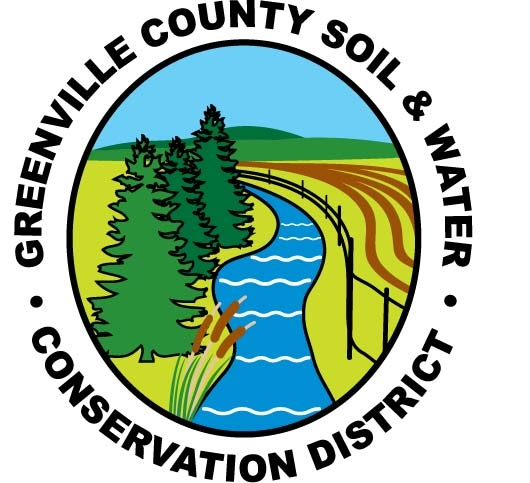 GREENVILLE COUNTY SOIL & WATER
• CONSERVATION DISTRICT •